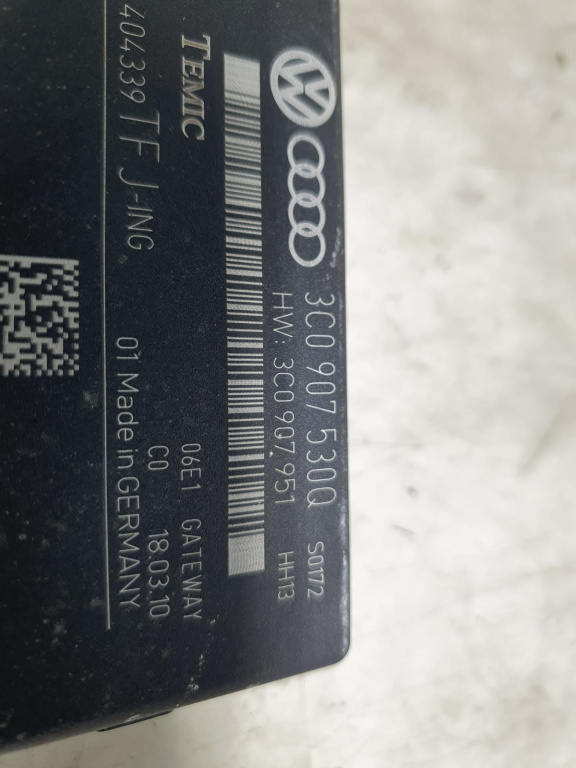 3C0 907 530Q S0172
HW: 3C0 907 951 HH13
TEMIC
06E1 GATEWAY
C0 18.03.10
01 Made in GERMANY
404339 TF J-ING